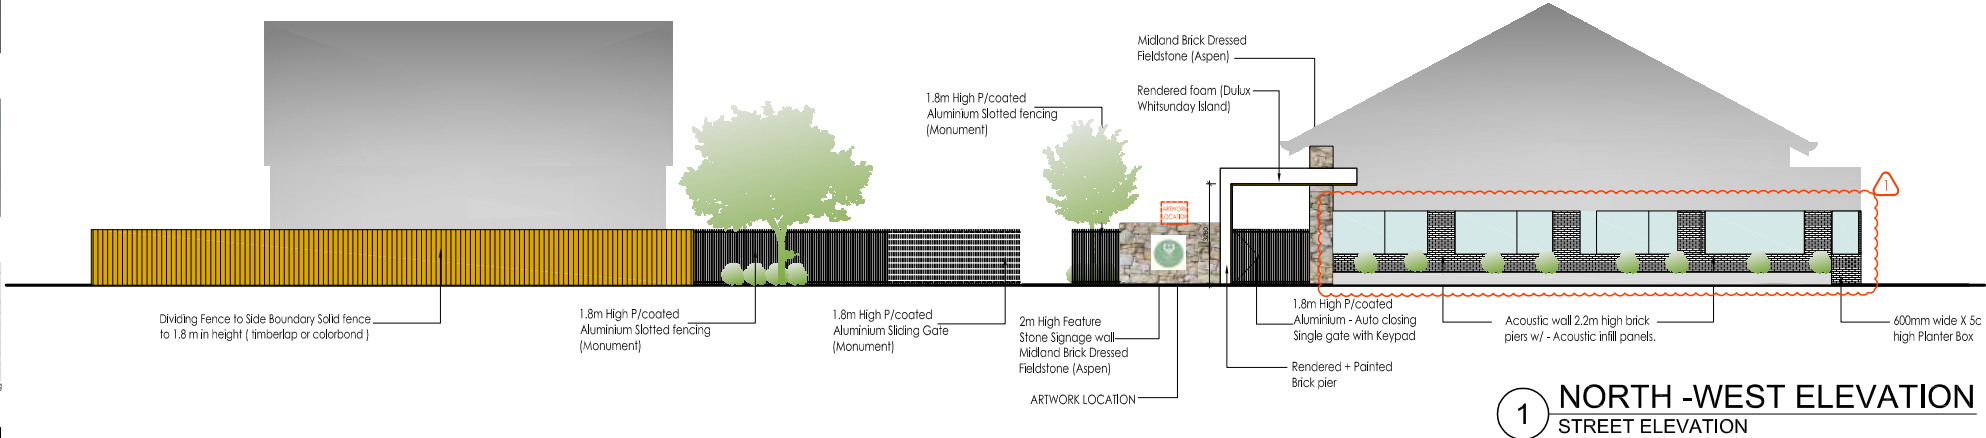 Midland Brick Dressed
Fieldstone (Aspen)
Rendered foam (Dulux
Whitsunday Island)
1.8m High P/coated
Aluminium Slotted fencing
(Monument)
1
ARTWORK
LOCATION
Dividing Fence to Side Boundary Solid fence
to 1.8 m in height ( timberlap or colorbond )
1.8m High P/coated
Aluminium Slotted fencing
(Monument)
1.8m High P/coated
Aluminium Sliding Gate
(Monument)
2m High Feature
Stone Signage wall
Midland Brick Dressed
Fieldstone (Aspen)
ARTWORK LOCATION
1.8m High P/coated
Aluminium - Auto closing
Single gate with Keypad
Rendered + Painted
Brick pier
Acoustic wall 2.2m high brick
piers w/ - Acoustic infill panels.
600mm wide X 5c
high Planter Box
1
NORTH -WEST ELEVATION
STREET ELEVATION